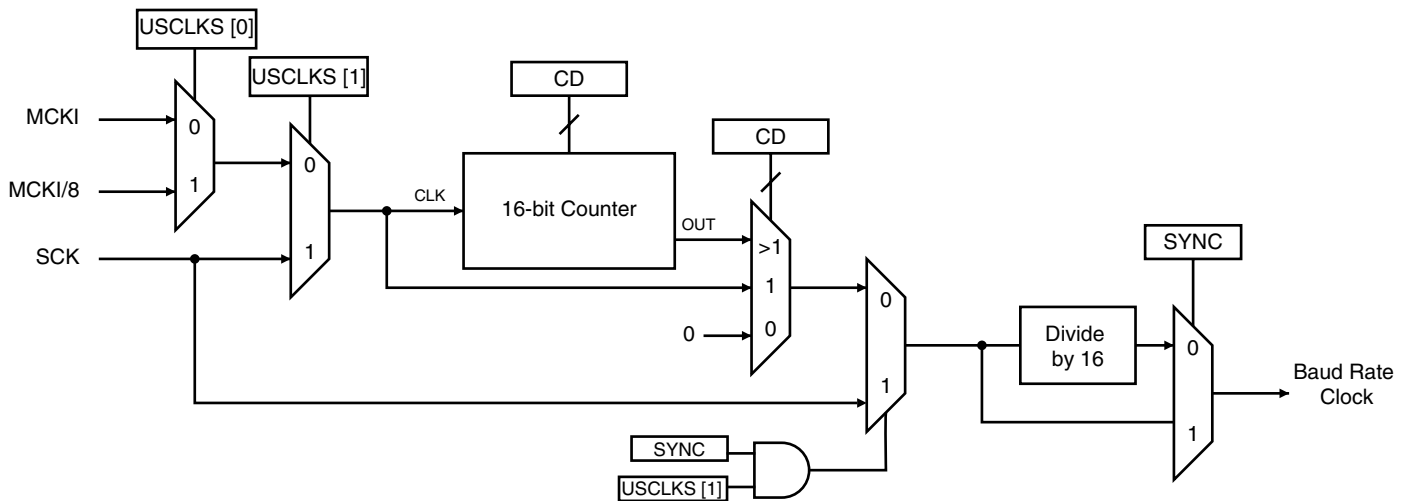 USCLKS [0]
USCLKS [1]
CD
CD
MCKI
0
0
MCKI/8
1
CLK
16-bit Counter
OUT
SYNC
>1
SCK
1
1
0
0
0
Divide
by 16
0
Baud Rate
Clock
1
1
SYNC
USCLKS [1]